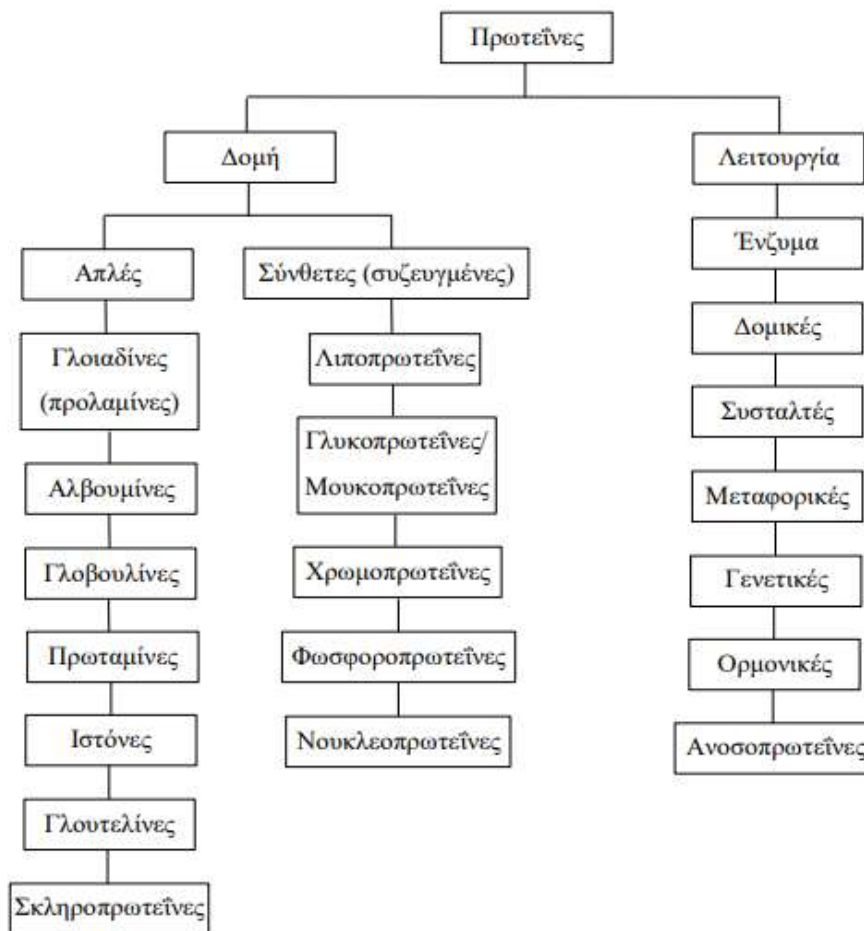 Πρωτεΐνες
Δομή
Λειτουργία
Απλές
Σύνθετες (συζευγμένες)
Ένζυμα
Γλοιαδίνες
(προλαμίνες)
Λιποπρωτεΐνες
Δομικές
Γλυκοπρωτεΐνες/
Μουκοπρωτεΐνες
Συσταλτές
Αλβουμίνες
Μεταφορικές
Γλοβουλίνες
Χρωμοπρωτεΐνες
Γενετικές
Πρωταμίνες
Φωσφοροπρωτεΐνες
Ορμονικές
Ιστόνες
Νουκλεοπρωτεΐνες
Ανοσοπρωτεΐνες
Γλουτελίνες
Σκληροπρωτεΐνες